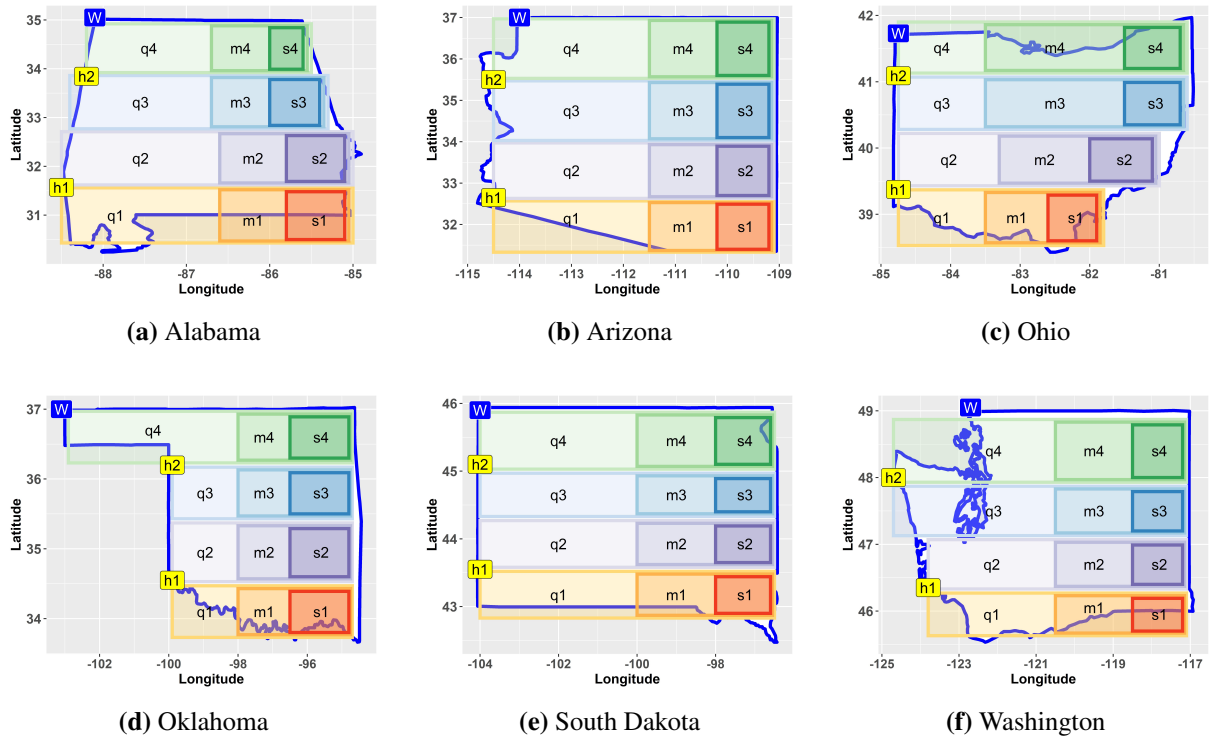 35
34
33
32
31
Latitude
W
h2
h1
q4
m4
s4
q3
m3
s3
q2
m2
s2
q1
m1
s1
-88
-87
-86
-85
Longitude
(a) Alabama
37
36
35
34
33
32
Latitude
W
h2
h1
q4
m4
s4
q3
m3
s3
q2
m2
s2
q1
m1
s1
-115
-114
-113
-112
-111
-110
-109
Longitude
(b) Arizona
42
41
40
39
Latitude
W
h2
h1
q4
m4
s4
q3
m3
s3
q2
m2
s2
q1
m1
s1
-85
-84
-83
-82
-81
Longitude
(c) Ohio
37
36
35
34
Latitude
W
h2
h1
q4
m4
s4
q3
m3
s3
q2
m2
s2
q1
m1
s1
-102
-100
-98
-96
Longitude
(d) Oklahoma
46
45
44
43
Latitude
W
h2
h1
q4
m4
s4
q3
m3
s3
q2
m2
s2
q1
m1
s1
-104
-102
-100
-98
Longitude
(e) South Dakota
49
48
47
46
Latitude
W
h2
h1
q4
m4
s4
q3
m3
s3
q2
m2
s2
q1
m1
s1
-125
-123
-121
-119
-117
Longitude
(f) Washington